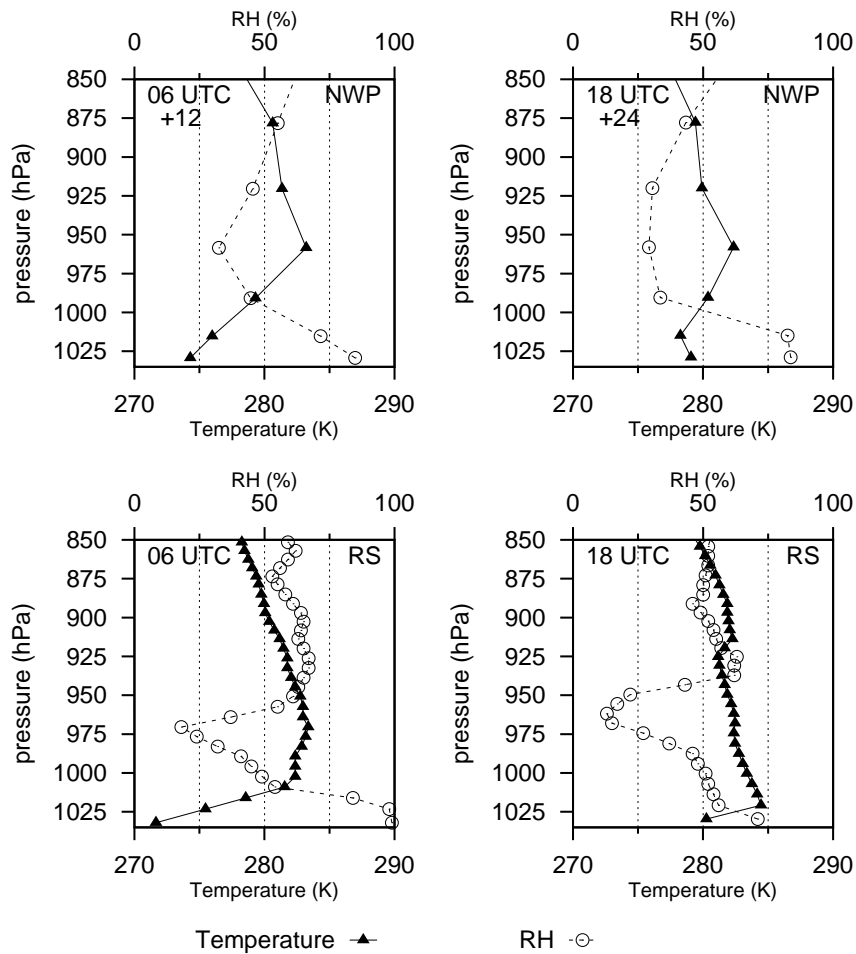 RH (%)
RH (%)
0
50
100
0
50
100
850
875
900
925
950
975
1000
1025
pressure (hPa)
06 UTC
+12
NWP
850
875
900
925
950
975
1000
1025
pressure (hPa)
18 UTC
+24
NWP
270
280
290
270
280
290
Temperature (K)
Temperature (K)
RH (%)
RH (%)
0
50
100
0
50
100
850
875
900
925
950
975
1000
1025
pressure (hPa)
06 UTC
RS
850
875
900
925
950
975
1000
1025
pressure (hPa)
18 UTC
RS
270
280
290
270
280
290
Temperature (K)
Temperature (K)
Temperature
RH